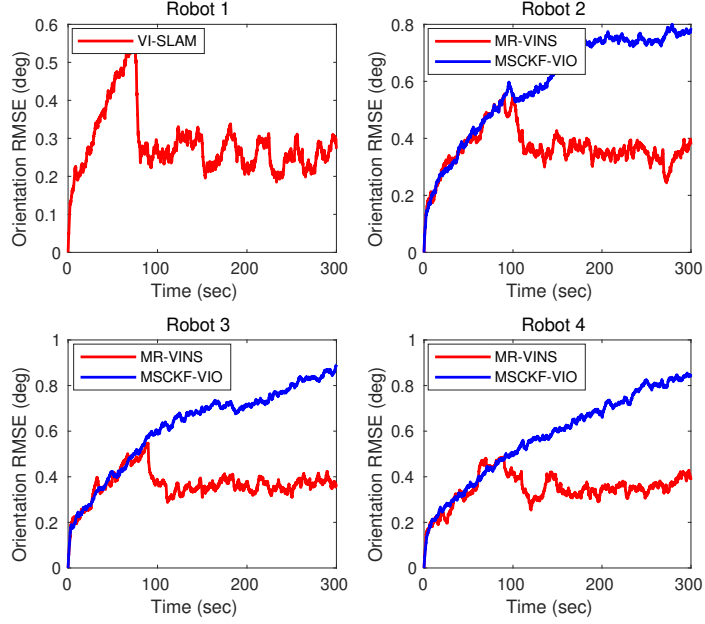 Robot 1
VI-SLAM
0.6
0.5
0.4
0.3
0.2
0.1
0
Orientation RMSE (deg)
0 100 200 300
Time (sec)
Robot 2
MR-VINS
MSCKF-VIO
0.8
0.6
0.4
0.2
0
Orientation RMSE (deg)
0 100 200 300
Time (sec)
Robot 3
MR-VINS
MSCKF-VIO
1
0.8
0.6
0.4
0.2
0
Orientation RMSE (deg)
0 100 200 300
Time (sec)
Robot 4
MR-VINS
MSCKF-VIO
1
0.8
0.6
0.4
0.2
0
Orientation RMSE (deg)
0 100 200 300
Time (sec)